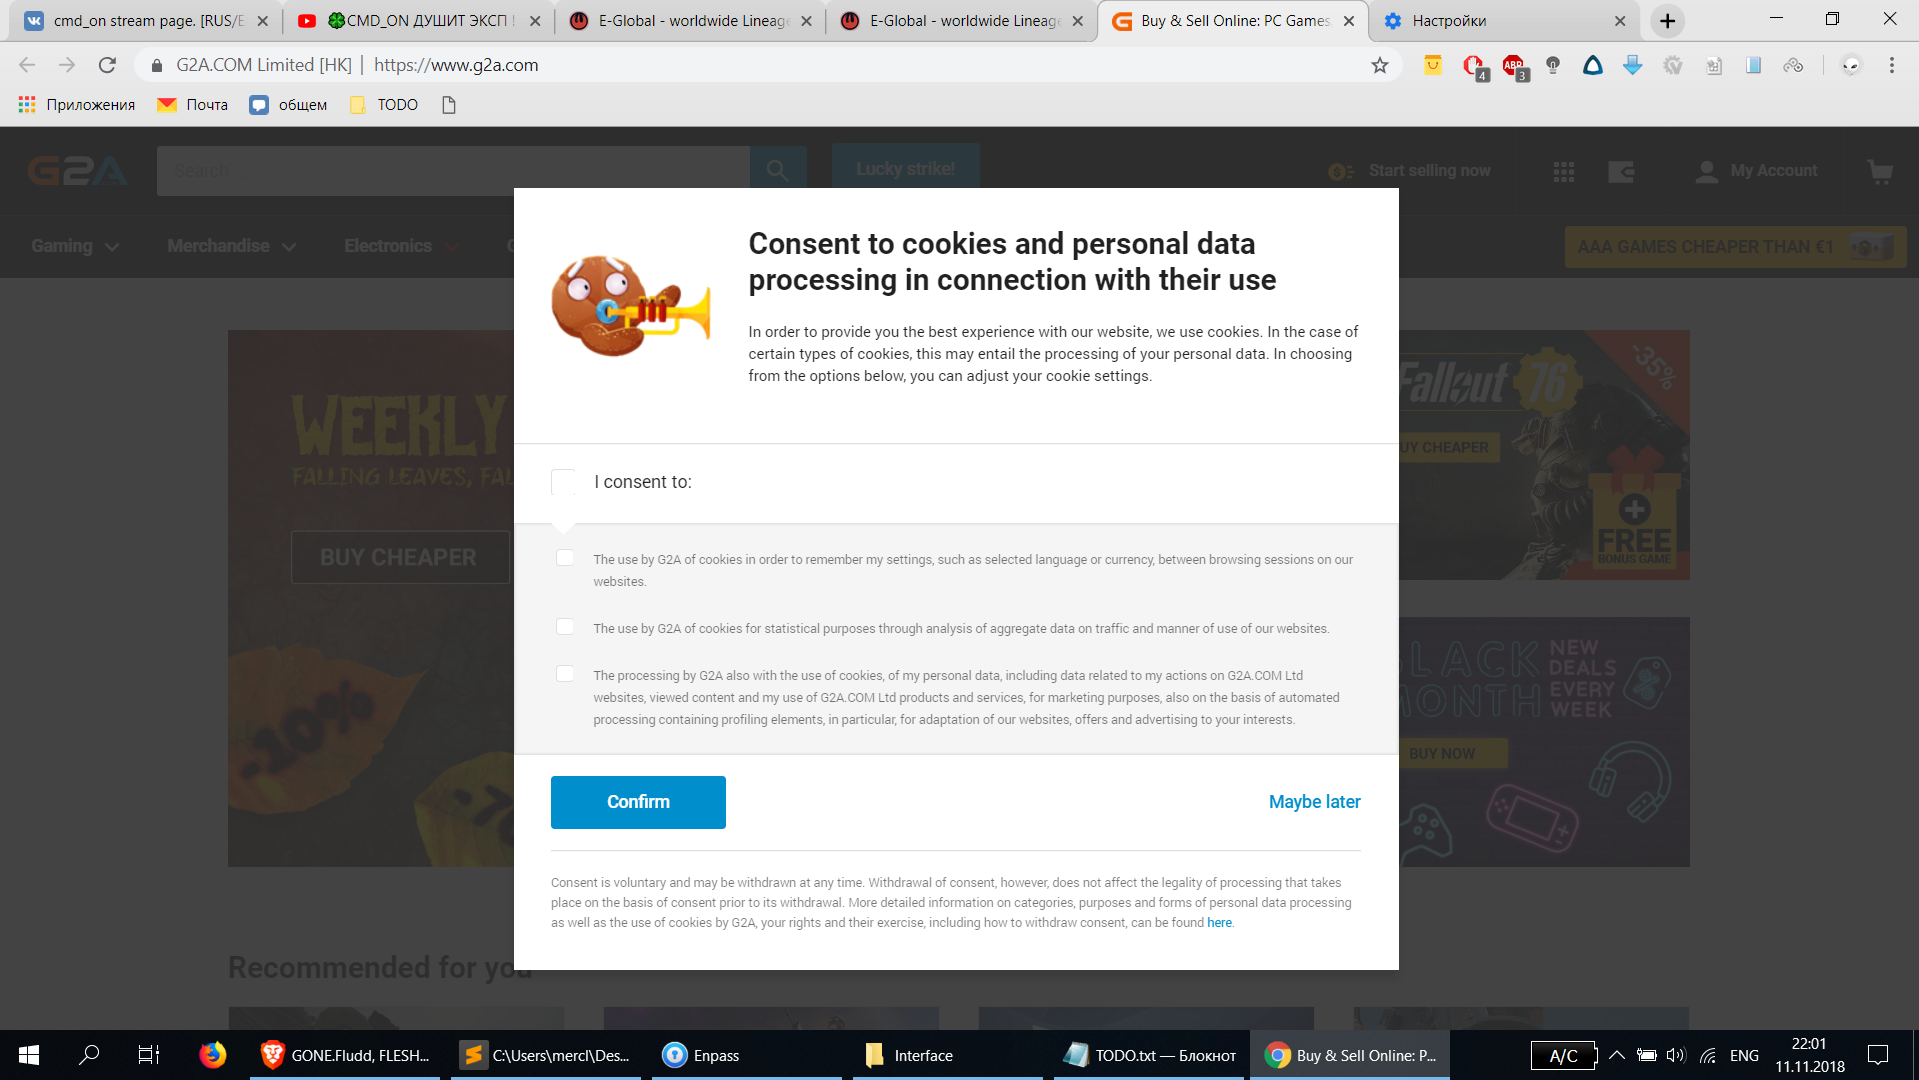 cmd_on stream page. [RUS/E
CMD_ON ДУШИТ ЭКСП !
E-Global - worldwide Lineage
E-Global - worldwide Lineage
Buy & Sell Online: PC Games,
Настройки
G2A.COM Limited [HK] | https://www.g2a.com
4
ABP
3
Приложения
Почта
общем
TODO
G2A
Search
Lucky strike!
Start selling now
My Account
Gaming
Merchandise
Electronics
AAA GAMES CHEAPER THAN €1
Consent to cookies and personal data
processing in connection with their use
In order to provide you the best experience with our website, we use cookies. In the case of
certain types of cookies, this may entail the processing of your personal data. In choosing
from the options below, you can adjust your cookie settings.
I consent to:
The use by G2A of cookies in order to remember my settings, such as selected language or currency, between browsing sessions on our
websites.
The use by G2A of cookies for statistical purposes through analysis of aggregate data on traffic and manner of use of our websites.
The processing by G2A also with the use of cookies, of my personal data, including data related to my actions on G2A.COM Ltd
websites, viewed content and my use of G2A.COM Ltd products and services, for marketing purposes, also on the basis of automated
processing containing profiling elements, in particular, for adaptation of our websites, offers and advertising to your interests.
Confirm
Maybe later
Consent is voluntary and may be withdrawn at any time. Withdrawal of consent, however, does not affect the legality of processing that takes
place on the basis of consent prior to its withdrawal. More detailed information on categories, purposes and forms of personal data processing
as well as the use of cookies by G2A, your rights and their exercise, including how to withdraw consent, can be found here.
WEEKLY
FALLING LEAVES, FAL
BUY CHEAPER
-10%
Fallout 76
-35%
UY CHEAPER
FREE
BONUS GAME
BLACK
MONTH
NEW
DEALS
EVERY
WEEK
BUY NOW
Recommended for you
GONE.Fludd, FLESH...
C:\Users\mercl\Des...
Enpass
Interface
TODO.txt — Блокнот
Buy & Sell Online: P...
A/C
ENG
22:01
11.11.2018